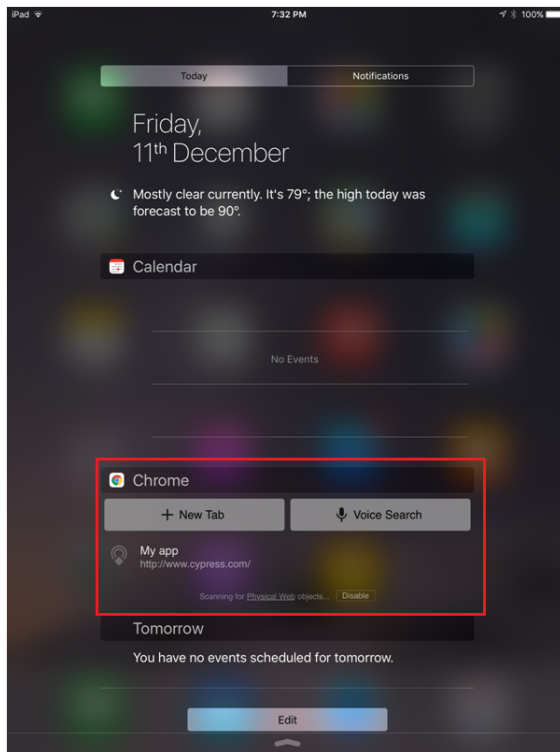 iPad 7:32 PM 100%
Today Notifications
Friday,
11th December
Mostly clear currently. It's 79°; the high today was
forecast to be 90°.
Calendar
No Events
Chrome
+ New Tab Voice Search
My app
http://www.cypress.com/
Scanning for Physical Web objects... Disable
Tomorrow
You have no events scheduled for tomorrow.
Edit